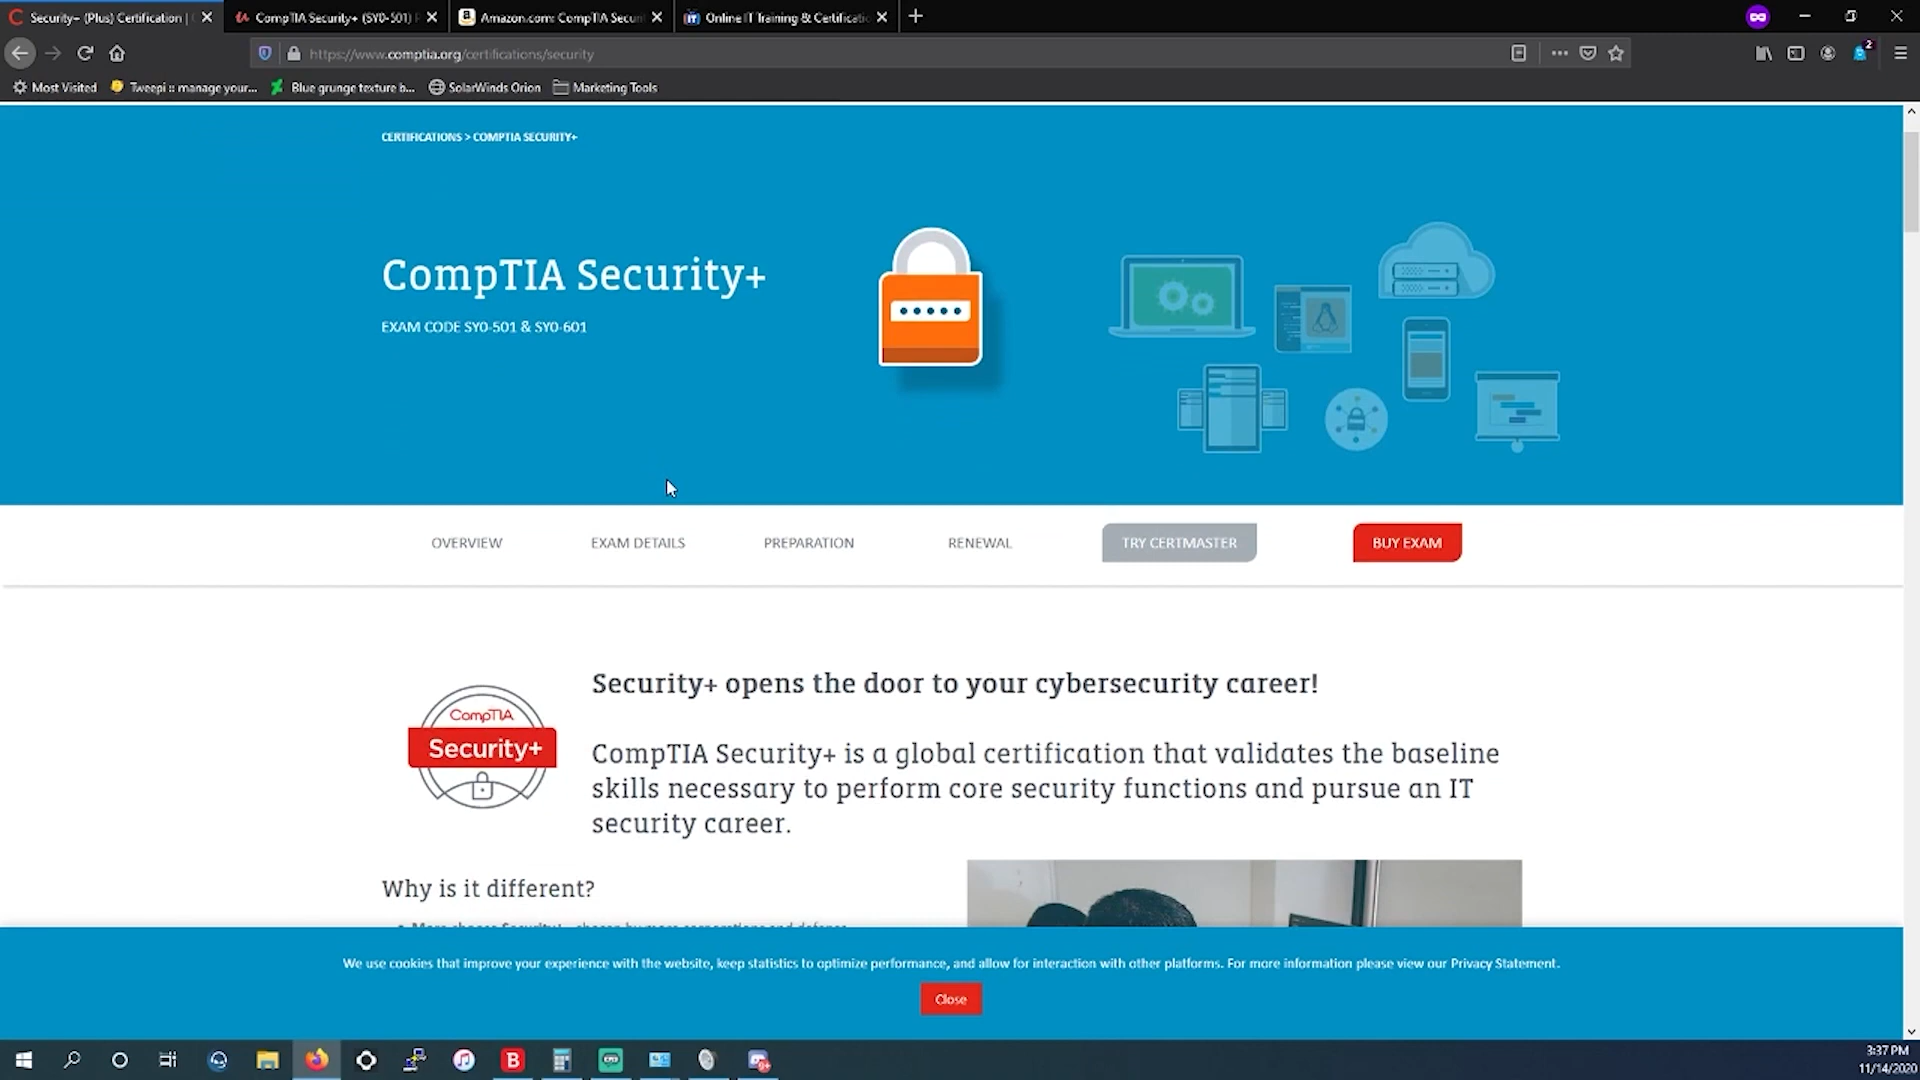 Security+ (Plus) Certification |
CompTIA Security+ (SY0-501)
Amazon.com: CompTIA Securi
Online IT Training & Certificati
https://www.comptia.org/certifications/security
2
Most Visited
Tweepi :: manage your...
Blue grunge texture b...
SolarWinds Orion
Marketing Tools
CERTIFICATIONS > COMPTIA SECURITY+
CompTIA Security+
EXAM CODE SY0-501 & SY0-601
OVERVIEW
EXAM DETAILS
PREPARATION
RENEWAL
TRY CERTMASTER
BUY EXAM
CompTIA
Security+
Security+ opens the door to your cybersecurity career!
CompTIA Security+ is a global certification that validates the baseline
skills necessary to perform core security functions and pursue an IT
security career.
Why is it different?
We use cookies that improve your experience with the website, keep statistics to optimize performance, and allow for interaction with other platforms. For more information please view our Privacy Statement.
Close
3:37 PM
11/14/2020